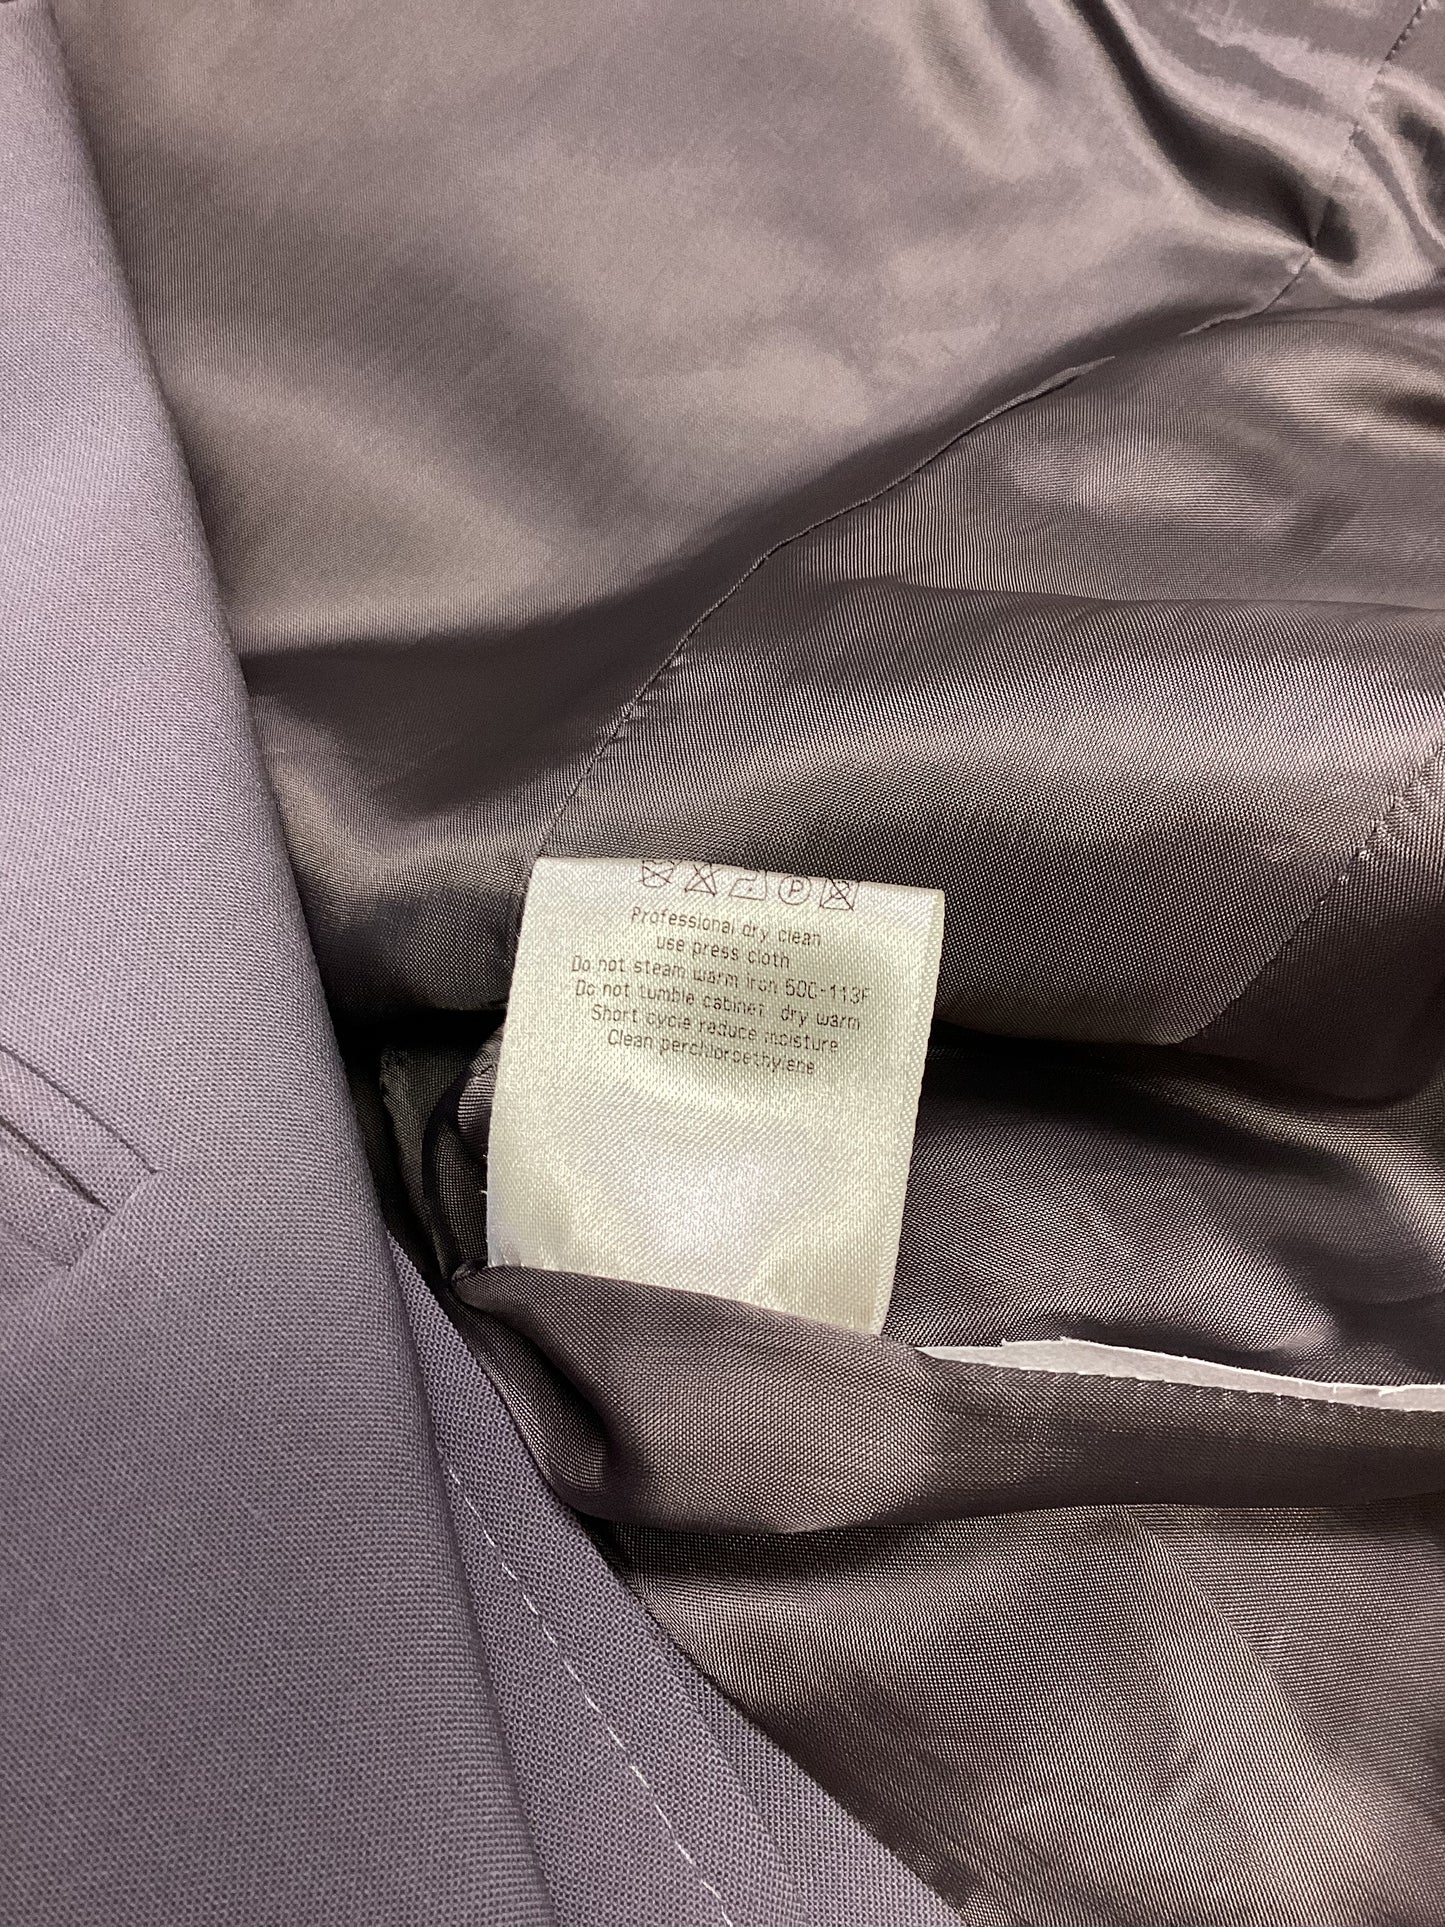 P
Professional dry clean
use press cloth
Do not steam warm iron 50C-113F
Do not tumble cabinet dry warm
Short cycle reduce moisture
Clean perchloroethylene